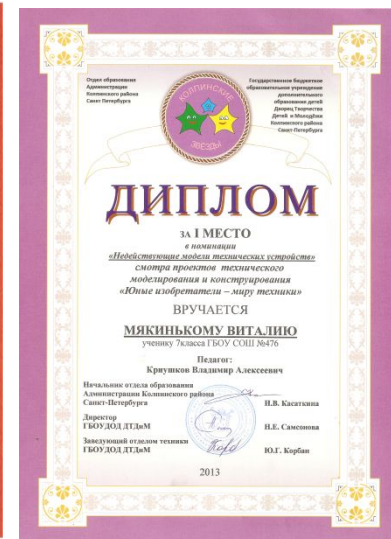 Отдел образования
Администрации
Колпинского района
Санкт-Петербурга
Государственное бюджетное
образовательное учреждение
дополнительного
образования детей
Дворец Творчества
Детей и Молодёжи
Колпинского района
Санкт-Петербурга
КОЛПИНСКИЕ
ЗВЁЗДЫ
ДИПЛОМ
ЗА I МЕСТО
в номинации
«Недействующие модели технических устройств»
смотра проектов технического
моделирования и конструирования
«Юные изобретатели – миру техники»
ВРУЧАЕТСЯ
МЯКИНЬКОМУ ВИТАЛИЮ
ученику 7класса ГБОУ СОШ №476
Педагог:
Криушков Владимир Алексеевич
Начальник отдела образования
Администрации Колпинского района
Санкт-Петербурга
Н.В. Касаткина
Директор
ГБОУДОД ДТДиМ
Н.Е. Самсонова
Заведующий отделом техники
ГБОУДОД ДТДиМ
Ю.Г. Корбан
2013